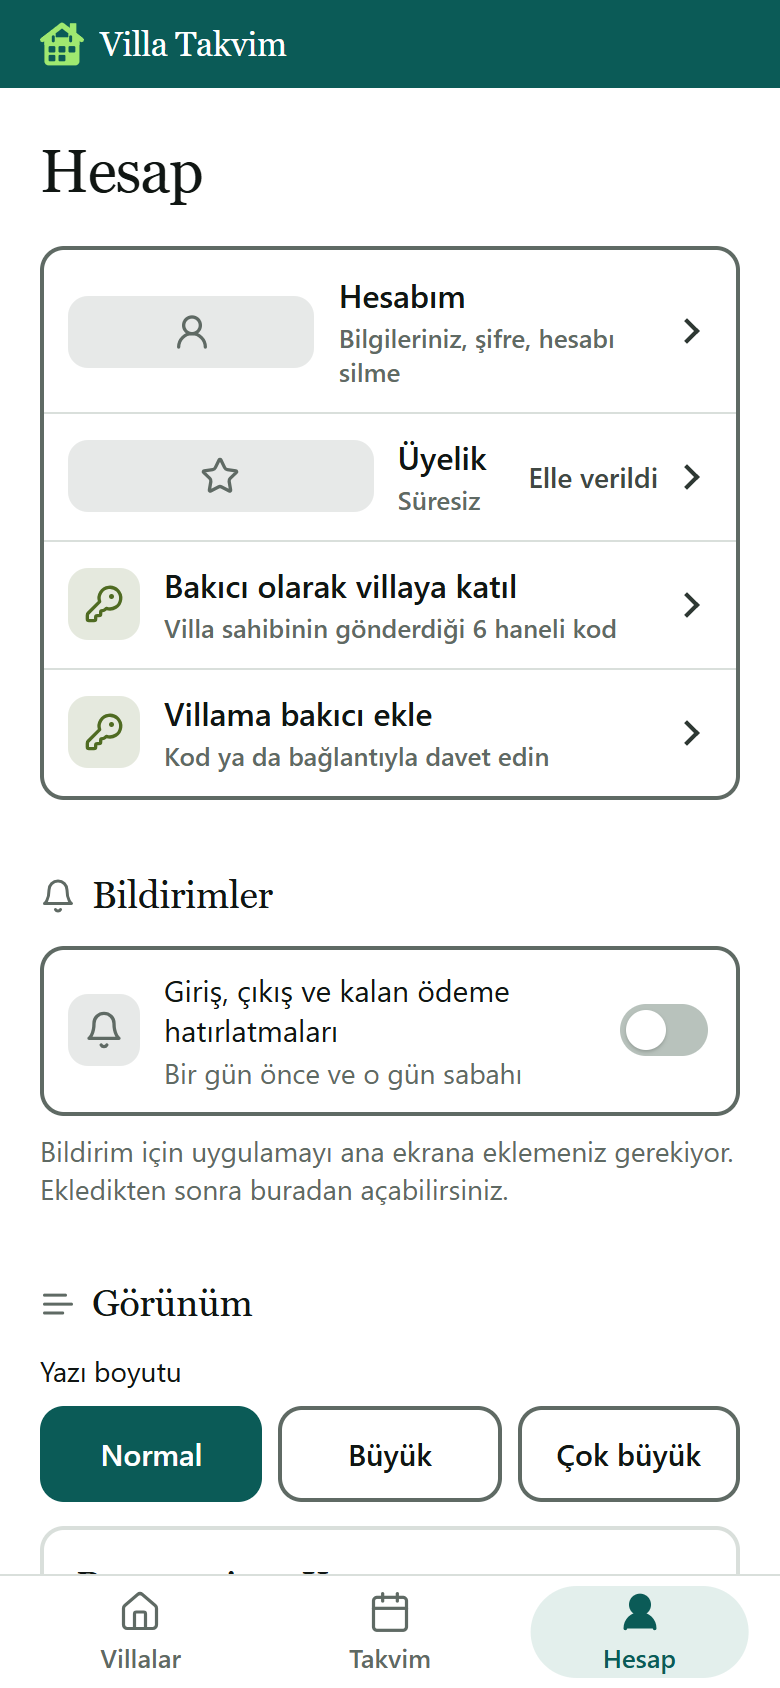 Villa Takvim
Hesap
Hesabım
Bilgileriniz, şifre, hesabı
silme
Üyelik
Süresiz
Elle verildi
Bakıcı olarak villaya katıl
Villa sahibinin gönderdiği 6 haneli kod
Villama bakıcı ekle
Kod ya da bağlantıyla davet edin
Bildirimler
Giriş, çıkış ve kalan ödeme
hatırlatmaları
Bir gün önce ve o gün sabahı
Bildirim için uygulamayı ana ekrana eklemeniz gerekiyor.
Ekledikten sonra buradan açabilirsiniz.
Görünüm
Yazı boyutu
Normal
Büyük
Çok büyük
Villalar
Takvim
Hesap